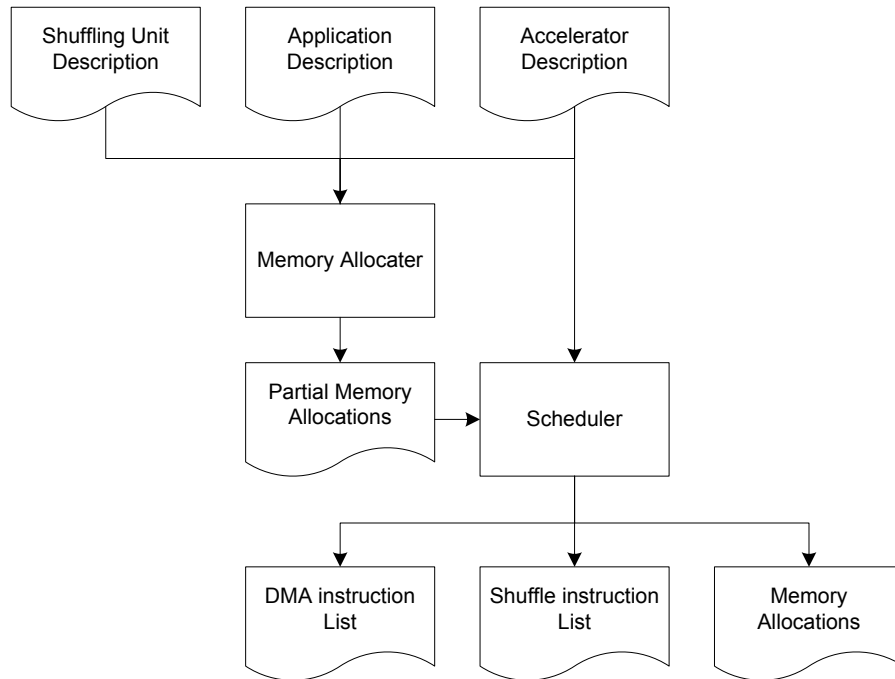 Shuffling Unit
Description
Application
Description
Accelerator
Description
Memory Allocater
Partial Memory
Allocations
Scheduler
DMA instruction
List
Shuffle instruction
List
Memory
Allocations